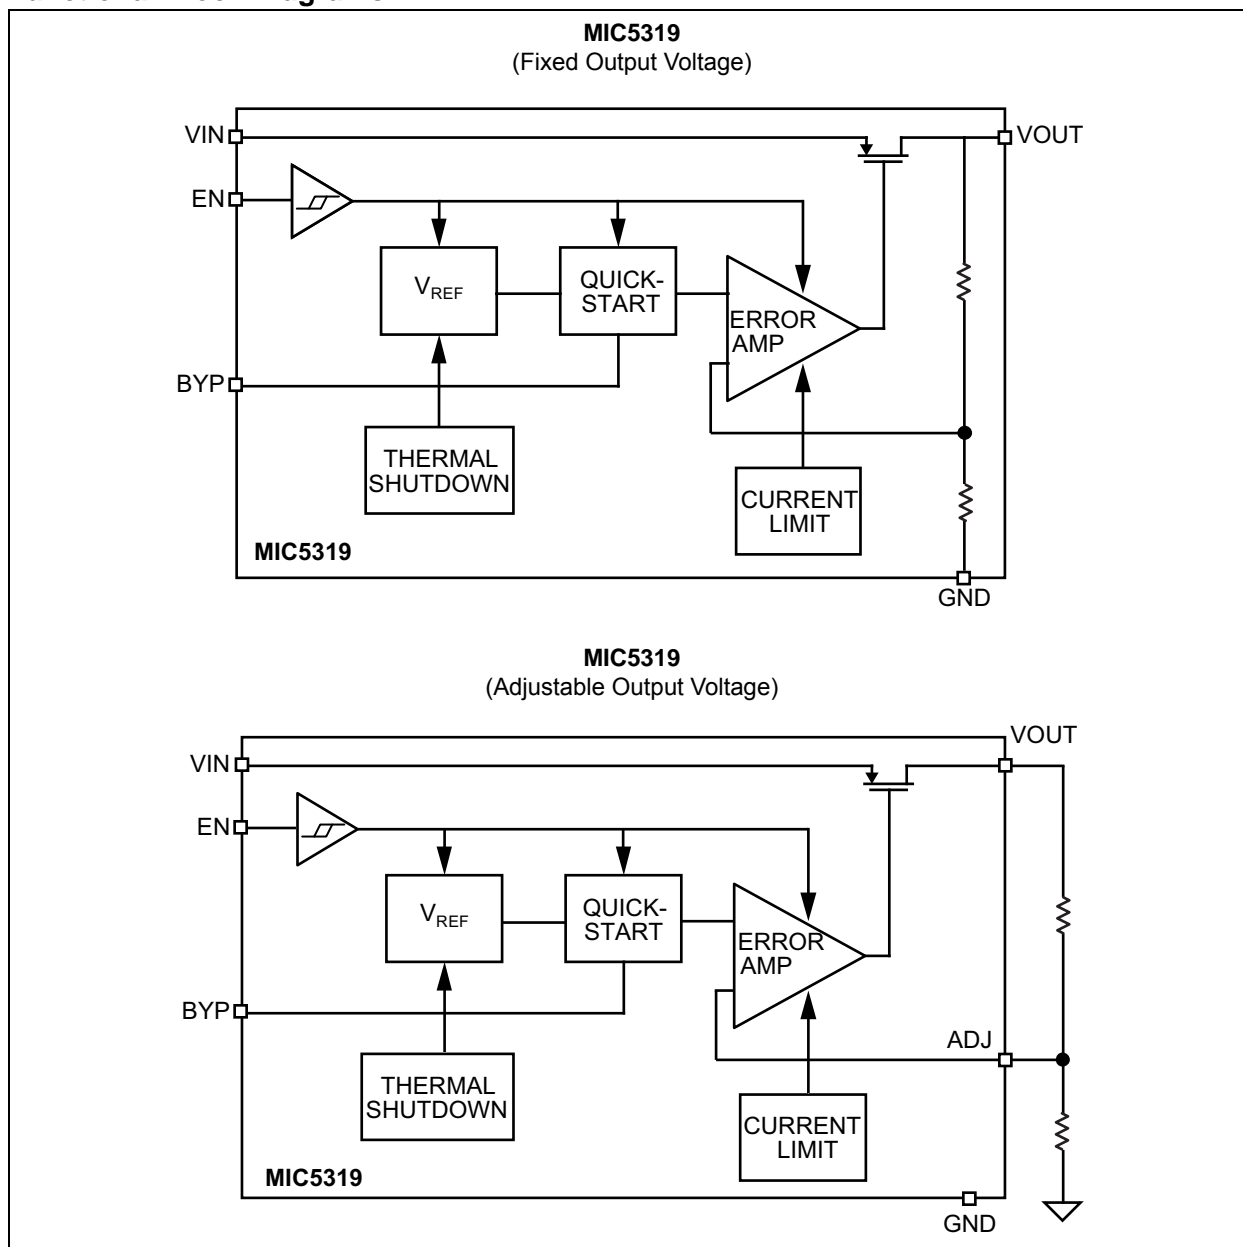 MIC5319
(Fixed Output Voltage)
VIN
VOUT
EN
VREF
QUICK-
START
ERROR
AMP
BYP
THERMAL
SHUTDOWN
CURRENT
LIMIT
MIC5319
GND
MIC5319
(Adjustable Output Voltage)
VOUT
VIN
EN
VREF
QUICK-
START
ERROR
AMP
BYP
ADJ
THERMAL
SHUTDOWN
CURRENT
LIMIT
MIC5319
GND